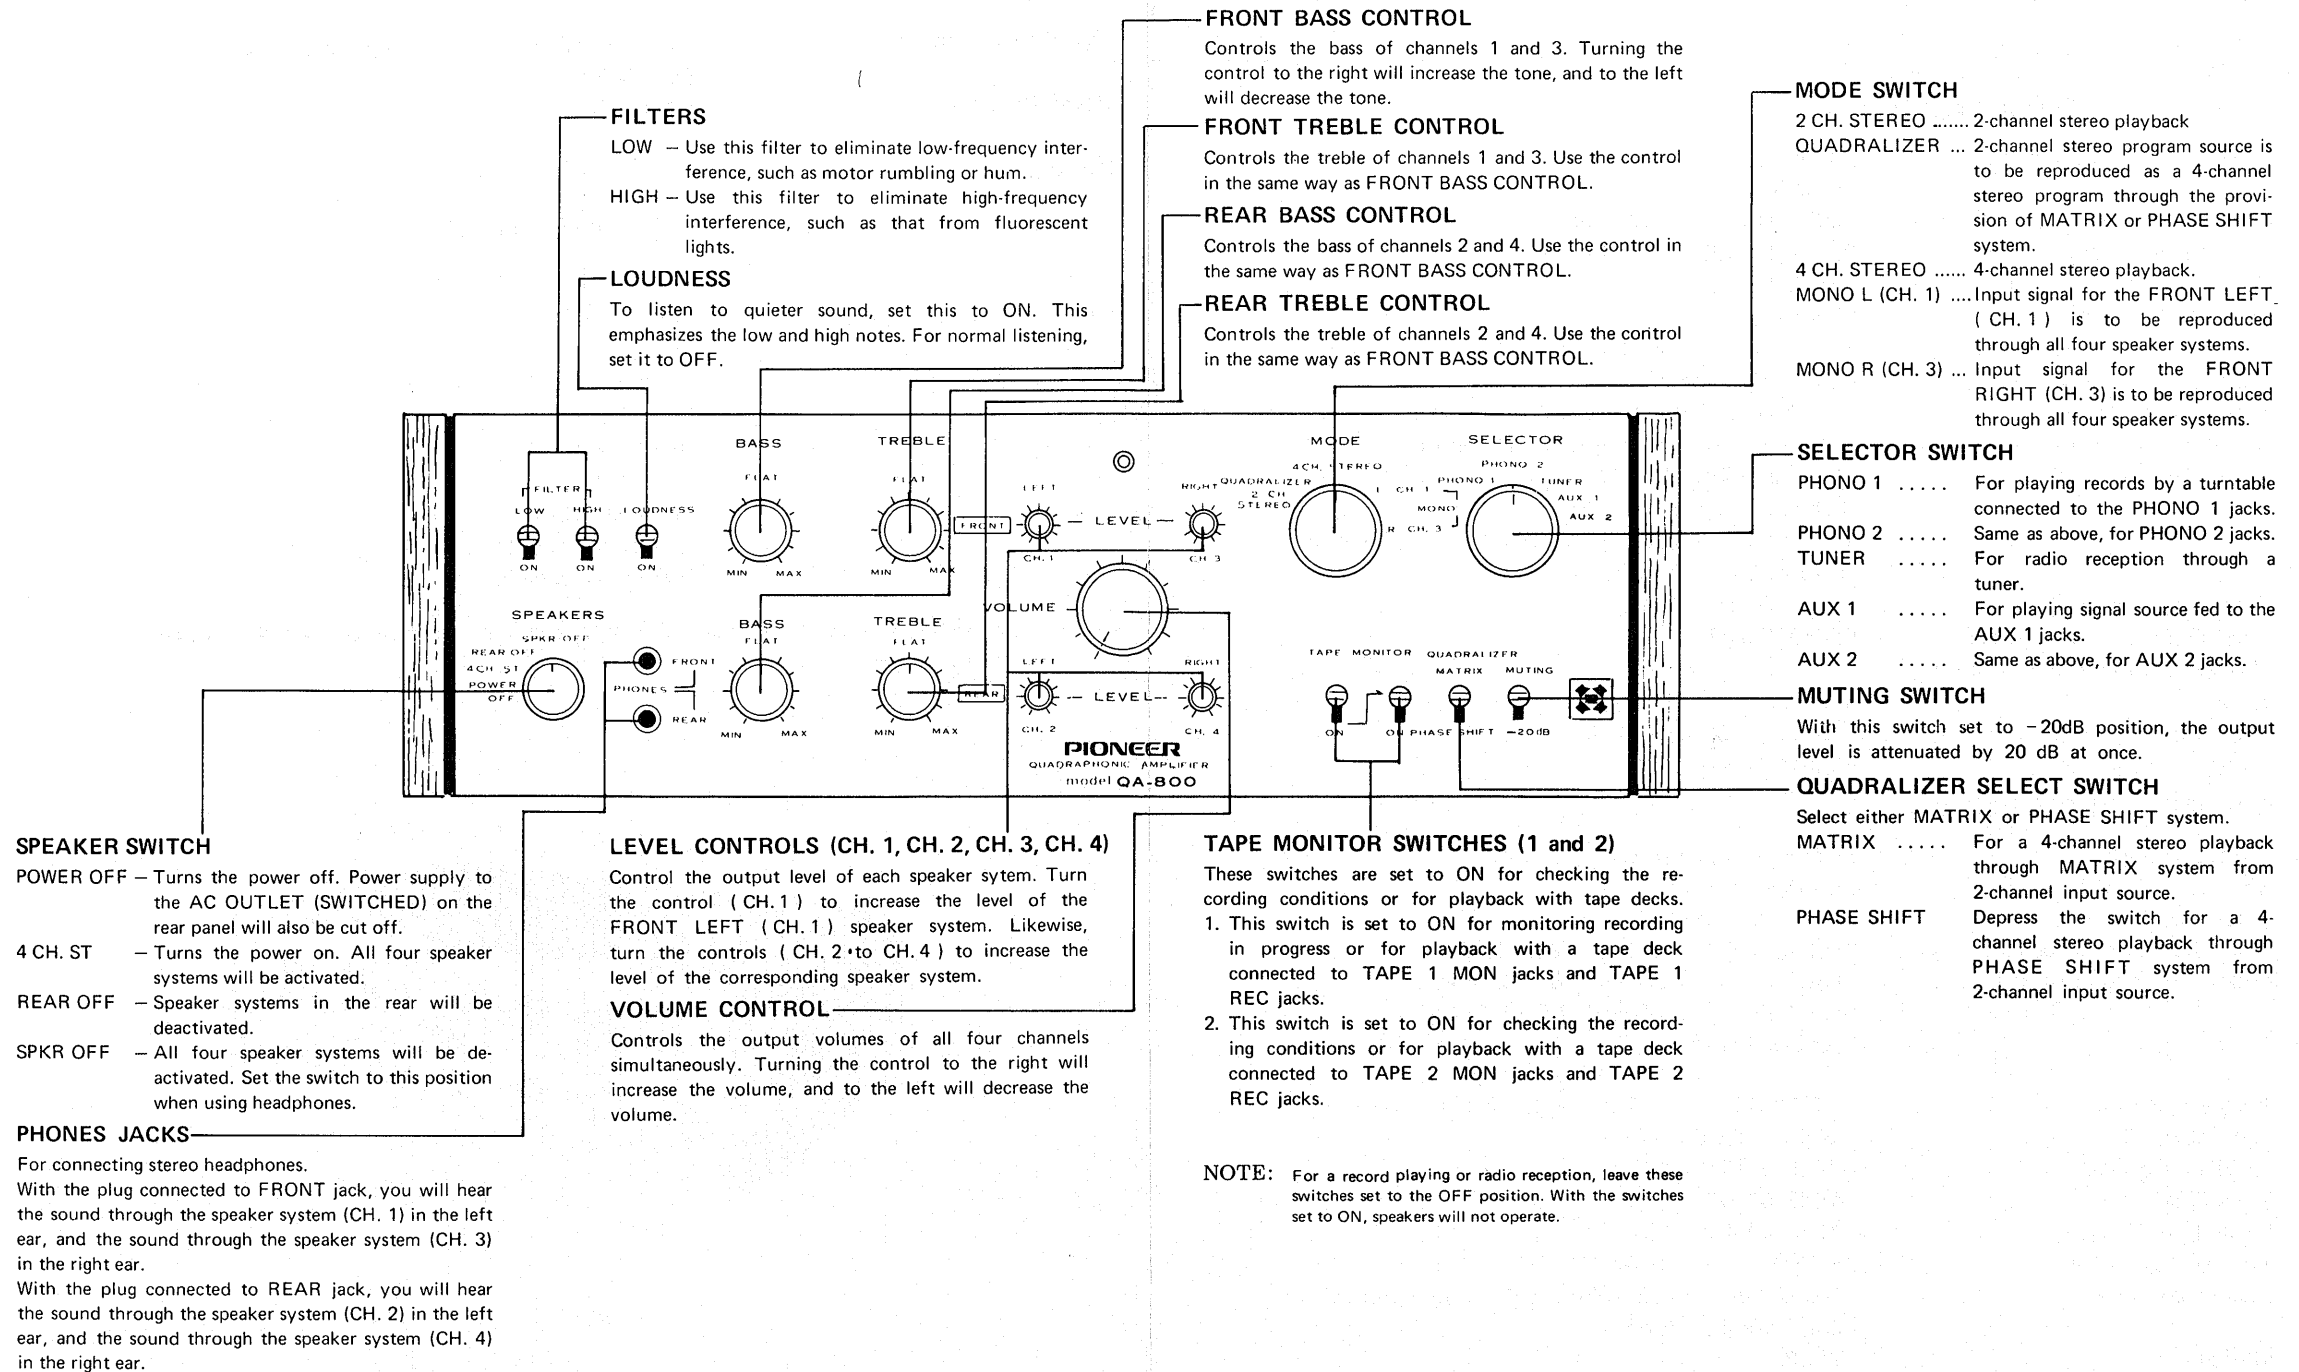 FRONT BASS CONTROL
Controls the bass of channels 1 and 3. Turning the
control to the right will increase the tone, and to the left
will decrease the tone.
FRONT TREBLE CONTROL
Controls the treble of channels 1 and 3. Use the control
in the same way as FRONT BASS CONTROL.
REAR BASS CONTROL
Controls the bass of channels 2 and 4. Use the control in
the same way as FRONT BASS CONTROL.
REAR TREBLE CONTROL
Controls the treble of channels 2 and 4. Use the control
in the same way as FRONT BASS CONTROL.
FILTERS
LOW — Use this filter to eliminate low-frequency inter-
ference, such as motor rumbling or hum.
HIGH — Use this filter to eliminate high-frequency
interference, such as that from fluorescent
lights.
LOUDNESS
To listen to quieter sound, set this to ON. This
emphasizes the low and high notes. For normal listening,
set it to OFF.
MODE SWITCH
2 CH. STEREO ....... 2-channel stereo playback
QUADRALIZER ... 2-channel stereo program source is
to be reproduced as a 4-channel
stereo program through the provi-
sion of MATRIX or PHASE SHIFT
system.
4 CH. STEREO ...... 4-channel stereo playback.
MONO L (CH. 1) .... Input signal for the FRONT LEFT
( CH. 1 ) is to be reproduced
through all four speaker systems.
MONO R (CH. 3) ... Input signal for the FRONT
RIGHT (CH. 3) is to be reproduced
through all four speaker systems.
SELECTOR SWITCH
PHONO 1 ..... For playing records by a turntable
connected to the PHONO 1 jacks.
PHONO 2 ..... Same as above, for PHONO 2 jacks.
TUNER ..... For radio reception through a
tuner.
AUX 1 ..... For playing signal source fed to the
AUX 1 jacks.
AUX 2 ..... Same as above, for AUX 2 jacks.
MUTING SWITCH
With this switch set to −20dB position, the output
level is attenuated by 20 dB at once.
QUADRALIZER SELECT SWITCH
Select either MATRIX or PHASE SHIFT system.
MATRIX ..... For a 4-channel stereo playback
through MATRIX system from
2-channel input source.
PHASE SHIFT Depress the switch for a 4-
channel stereo playback through
PHASE SHIFT system from
2-channel input source.
BASS
TREBLE
MODE
SELECTOR
FLAT
FLAT
4CH. STEREO
QUADRALIZER
2 CH
STEREO
L CH 1
MONO
R CH. 3
PHONO 1
PHONO 2
TUNER
AUX 1
AUX 2
FILTER
LOW
HIGH
LOUDNESS
ON
ON
ON
MIN
MAX
MIN
MAX
FRONT
LEFT
— LEVEL —
RIGHT
CH. 1
CH 3
VOLUME
SPEAKERS
SPKR OFF
REAR OFF
4CH. ST
POWER
OFF
FRONT
PHONES
REAR
BASS
TREBLE
FLAT
FLAT
MIN
MAX
MIN
MAX
REAR
LEFT
— LEVEL --
RIGHT
CH. 2
CH. 4
PIONEER
QUADRAPHONIC AMPLIFIER
model QA-800
TAPE MONITOR
QUADRALIZER
MATRIX
MUTING
ON
ON
PHASE SHIFT
−20dB
SPEAKER SWITCH
POWER OFF — Turns the power off. Power supply to
the AC OUTLET (SWITCHED) on the
rear panel will also be cut off.
4 CH. ST — Turns the power on. All four speaker
systems will be activated.
REAR OFF — Speaker systems in the rear will be
deactivated.
SPKR OFF — All four speaker systems will be de-
activated. Set the switch to this position
when using headphones.
PHONES JACKS
For connecting stereo headphones.
With the plug connected to FRONT jack, you will hear
the sound through the speaker system (CH. 1) in the left
ear, and the sound through the speaker system (CH. 3)
in the right ear.
With the plug connected to REAR jack, you will hear
the sound through the speaker system (CH. 2) in the left
ear, and the sound through the speaker system (CH. 4)
in the right ear.
LEVEL CONTROLS (CH. 1, CH. 2, CH. 3, CH. 4)
Control the output level of each speaker sytem. Turn
the control ( CH. 1 ) to increase the level of the
FRONT LEFT ( CH. 1 ) speaker system. Likewise,
turn the controls ( CH. 2 to CH. 4 ) to increase the
level of the corresponding speaker system.
VOLUME CONTROL
Controls the output volumes of all four channels
simultaneously. Turning the control to the right will
increase the volume, and to the left will decrease the
volume.
TAPE MONITOR SWITCHES (1 and 2)
These switches are set to ON for checking the re-
cording conditions or for playback with tape decks.
1. This switch is set to ON for monitoring recording
in progress or for playback with a tape deck
connected to TAPE 1 MON jacks and TAPE 1
REC jacks.
2. This switch is set to ON for checking the record-
ing conditions or for playback with a tape deck
connected to TAPE 2 MON jacks and TAPE 2
REC jacks.
NOTE: For a record playing or radio reception, leave these
switches set to the OFF position. With the switches
set to ON, speakers will not operate.